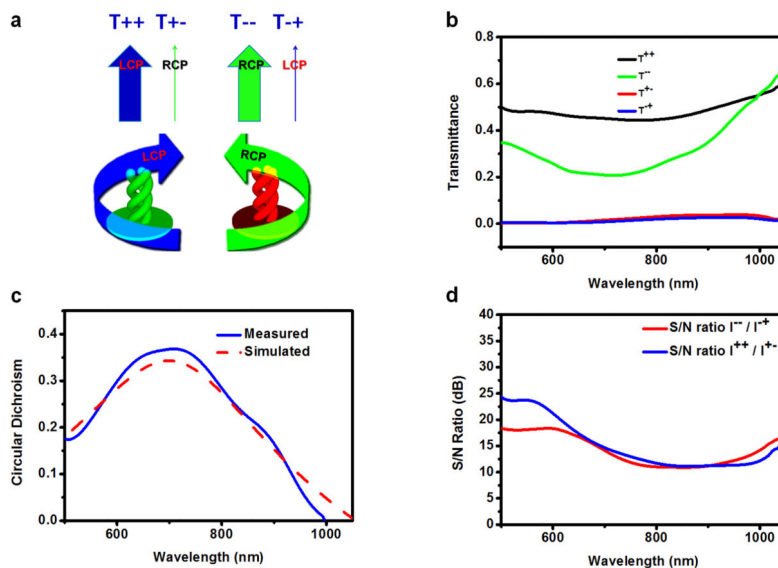 a
T++ T+- T-- T-+
LCP RCP RCP LCP
LCP RCP
b
T++
T--
T+-
T-+
0.8
0.6
0.4
0.2
0.0
Transmittance
600 800 1000
Wavelength (nm)
c
Measured
Simulated
0.4
0.3
0.2
0.1
0.0
Circular Dichroism
600 800 1000
Wavelength (nm)
d
S/N ratio I-- / I-+
S/N ratio I++ / I+-
40
35
30
25
20
15
10
5
0
S/N Ratio (dB)
600 800 1000
Wavelength (nm)